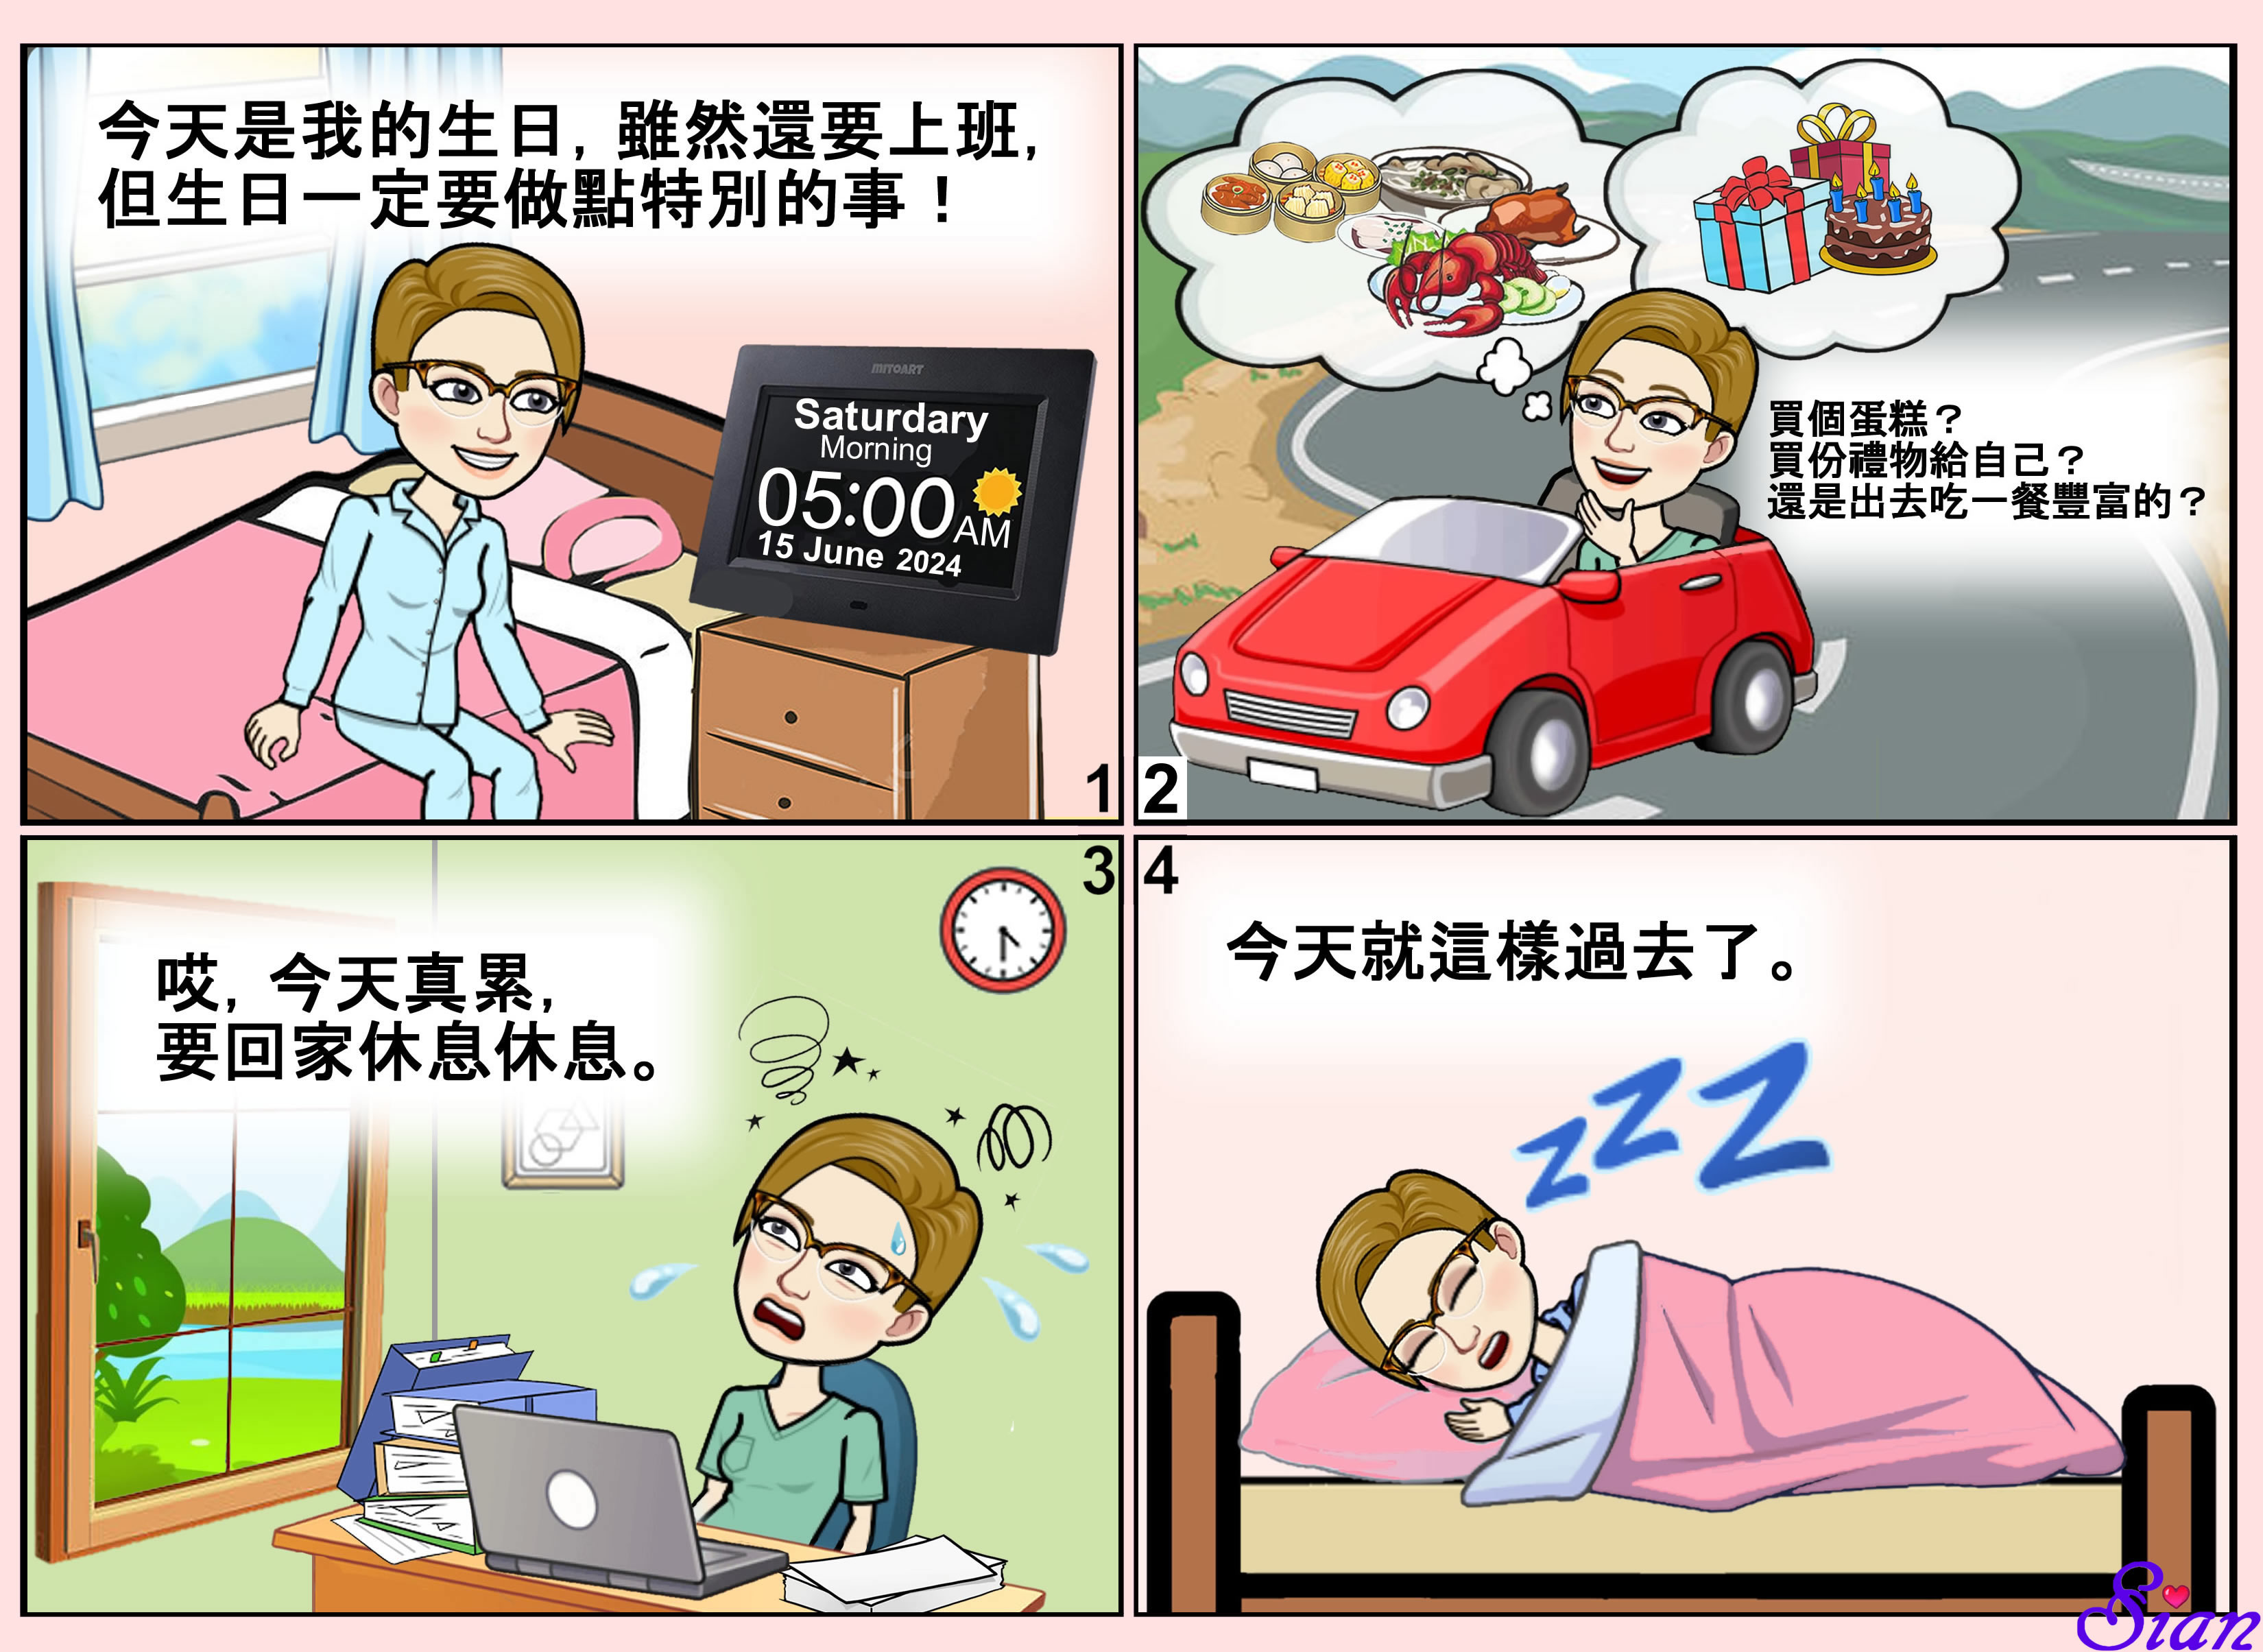 今天是我的生日, 雖然還要上班,
但生日一定要做點特別的事！
MITOART
Saturdary
Morning
05:00AM
15 June 2024
1
2
買個蛋糕？
買份禮物給自己？
還是出去吃一餐豐富的？
3
哎, 今天真累,
要回家休息休息。
4
今天就這樣過去了。
zzZ
Sian